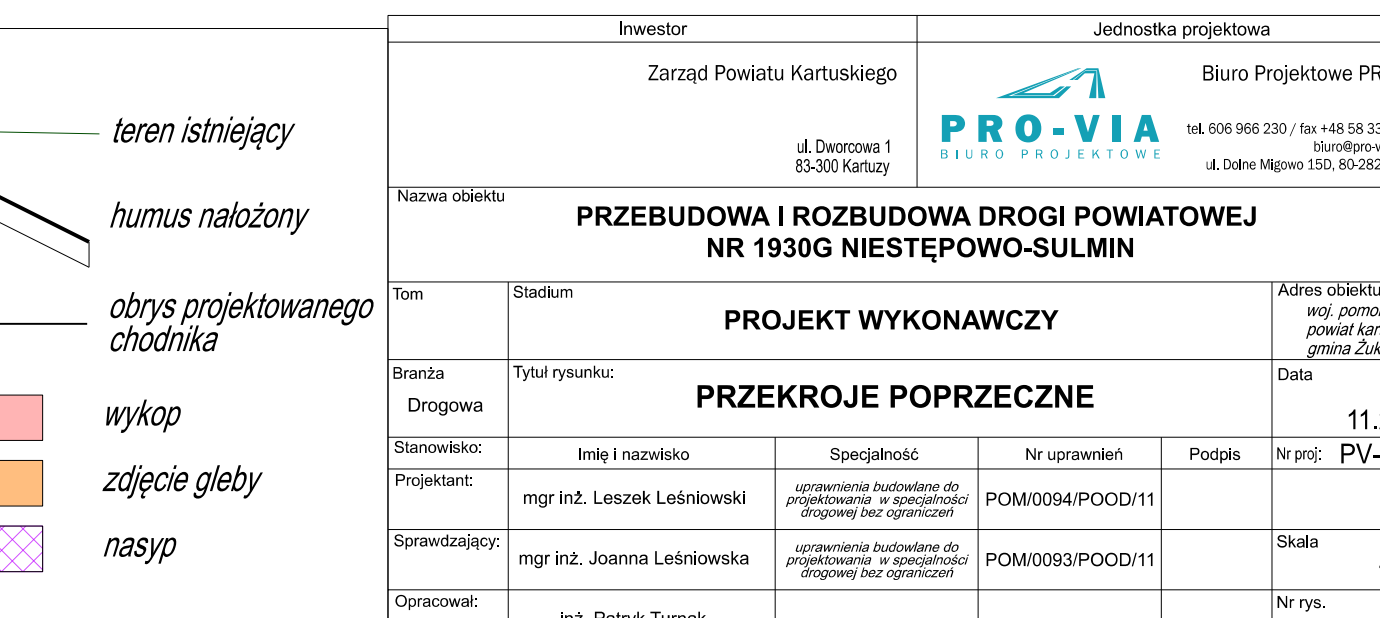 teren istniejący
humus nałożony
obrys projektowanego
chodnika
wykop
zdjęcie gleby
nasyp
Inwestor
Jednostka projektowa
Zarząd Powiatu Kartuskiego
ul. Dworcowa 1
83-300 Kartuzy
PRO-VIA
BIURO PROJEKTOWE
Biuro Projektowe PR
tel. 606 966 230 / fax +48 58 33
biuro@pro-v
ul. Dolne Migowo 15D, 80-282
Nazwa obiektu
PRZEBUDOWA I ROZBUDOWA DROGI POWIATOWEJ
NR 1930G NIESTĘPOWO-SULMIN
Tom
Stadium
PROJEKT WYKONAWCZY
Adres obiektu
woj. pomor
powiat kar
gmina Żuk
Branża
Drogowa
Tytuł rysunku:
PRZEKROJE POPRZECZNE
Data
11.
Stanowisko:
Imię i nazwisko
Specjalność
Nr uprawnień
Podpis
Nr proj: PV-
Projektant:
mgr inż. Leszek Leśniowski
uprawnienia budowlane do
projektowania w specjalności
drogowej bez ograniczeń
POM/0094/POOD/11
Sprawdzający:
mgr inż. Joanna Leśniowska
uprawnienia budowlane do
projektowania w specjalności
drogowej bez ograniczeń
POM/0093/POOD/11
Skala
Opracował:
inż. Patryk Turnak
Nr rys.